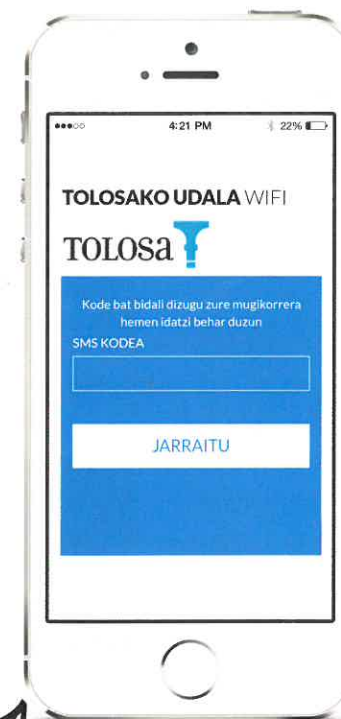 4:21 PM
22%
TOLOSAKO UDALA WIFI
TOLOSa
Kode bat bidali dizugu zure mugikorrera
hemen idatzi behar duzun
SMS KODEA
JARRAITU